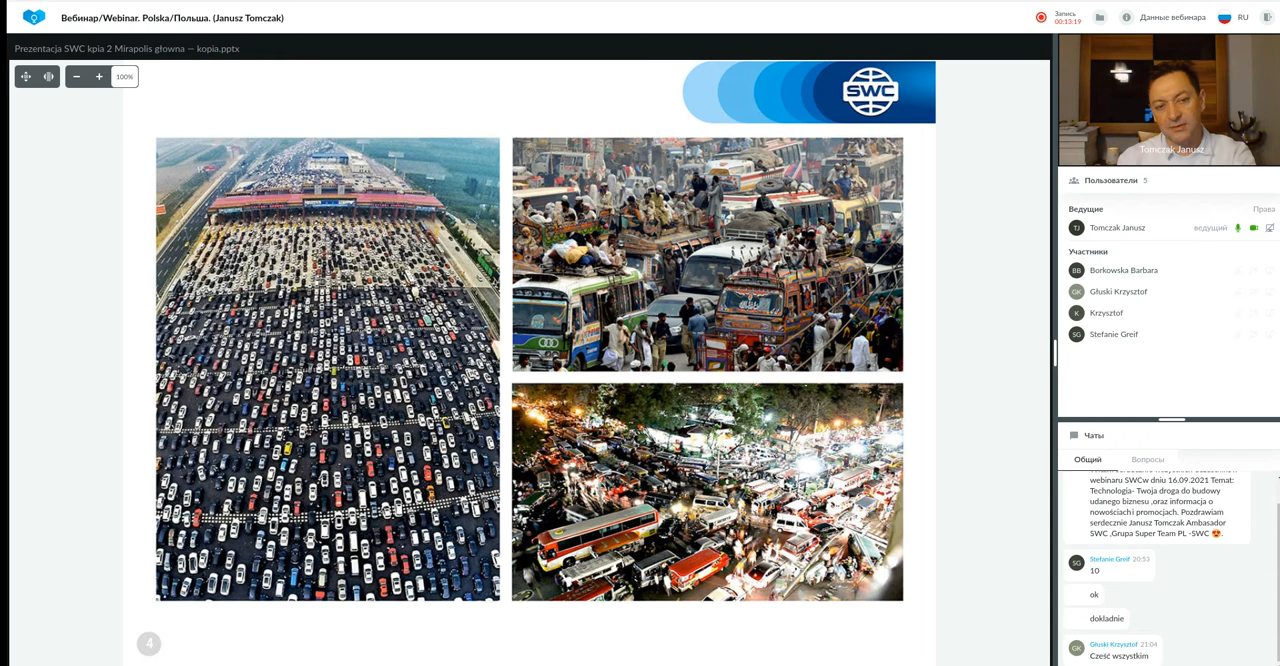 Вебинар/Webinar. Polska/Польша. (Janusz Tomczak)
Запись
00:13:19
Данные вебинара
RU
Prezentacja SWC kpia 2 Mirapolis głowna — kopia.pptx
100%
SWC
4
Tomczak Janusz
Пользователи 5
Ведущие
Права
TJ Tomczak Janusz ведущий
Участники
BB Borkowska Barbara
GK Głuski Krzysztof
K Krzysztof
SG Stefanie Greif
Чаты
Общий
Вопросы
webinaru SWCw dniu 16.09.2021 Temat:
Technologia- Twoja droga do budowy
udanego biznesu ,oraz informacja o
nowościach i promocjach. Pozdrawiam
serdecznie Janusz Tomczak Ambasador
SWC ,Grupa Super Team PL -SWC 😍.
SG Stefanie Greif 20:53
10
ok
dokladnie
GK Głuski Krzysztof 21:04
Cześć wszystkim